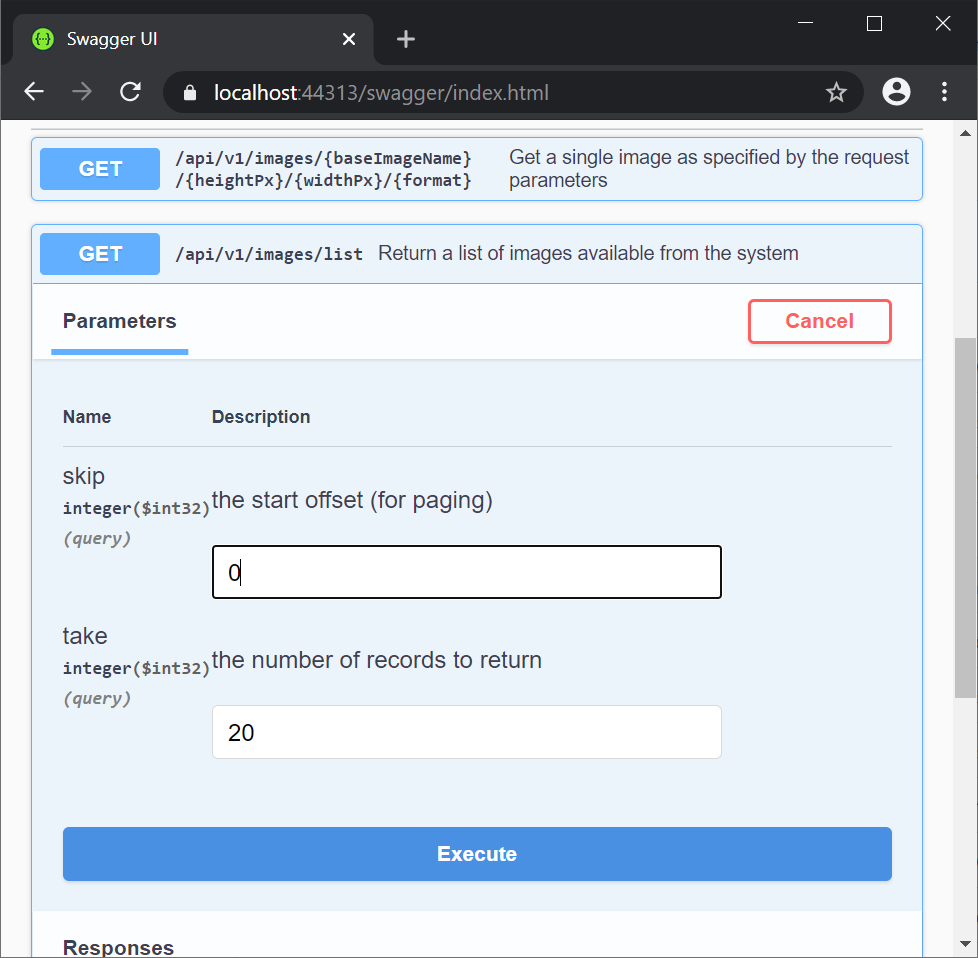 Swagger UI
localhost:44313/swagger/index.html
GET
/api/v1/images/{baseImageName}
/{heightPx}/{widthPx}/{format}
Get a single image as specified by the request
parameters
GET
/api/v1/images/list
Return a list of images available from the system
Parameters
Cancel
Name
Description
skip
integer($int32)
(query)
the start offset (for paging)
0
take
integer($int32)
(query)
the number of records to return
20
Execute
Responses